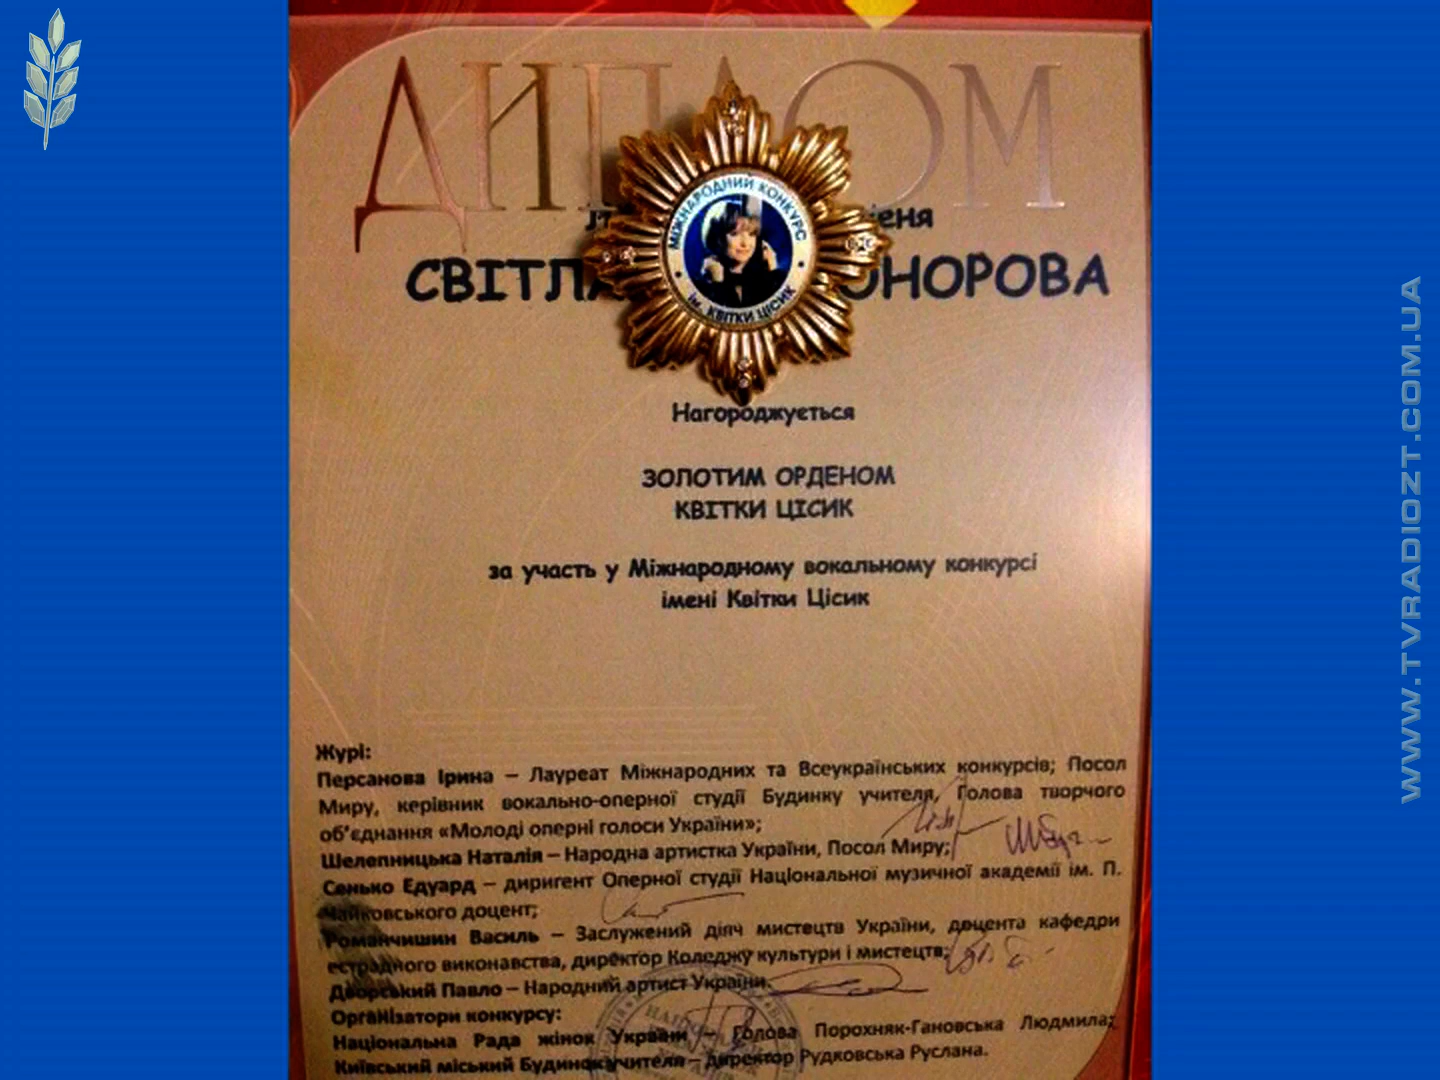 ДИПЛОМ
МІЖНАРОДНИЙ КОНКУРС
ім. КВІТКИ ЦІСИК
Нагороджується
ЗОЛОТИМ ОРДЕНОМ
КВІТКИ ЦІСИК
за участь у Міжнародному вокальному конкурсі
імені Квітки Цісик
Журі:
Персанова Ірина – Лауреат Міжнародних та Всеукраїнських конкурсів; Посол
Миру, керівник вокально-оперної студії Будинку учителя, Голова творчого
об'єднання «Молоді оперні голоси України»;
Шелепницька Наталія – Народна артистка України, Посол Миру;
Сенько Едуард – диригент Оперної студії Національної музичної академії ім. П.
Чайковського доцент;
Романчишин Василь – Заслужений діяч мистецтв України, доцента кафедри
естрадного виконавства, директор Коледжу культури і мистецтв;
Дворський Павло – Народний артист України.
Організатори конкурсу:
Національна Рада жінок України – Голова Порохняк-Гановська Людмила;
Київський міський Будинок учителя – директор Рудковська Руслана.
WWW.TVRADIOZT.COM.UA